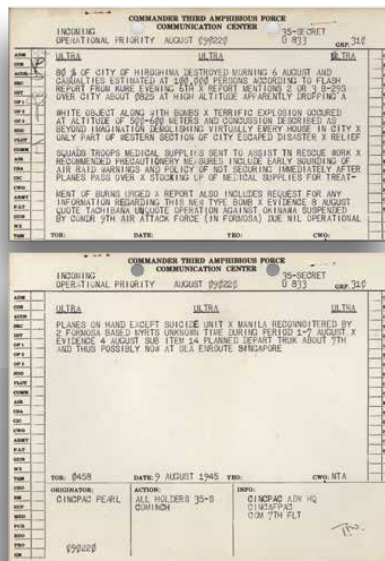 COMMANDER THIRD AMPHIBIOUS FORCE
COMMUNICATION CENTER
INCOMING 35-SECRET
OPERATIONAL PRIORITY AUGUST 090220 0 833 GRP. 310
ULTRA ULTRA ULTRA
80 % OF CITY OF HIROSHIMA DESTROYED MORNING 6 AUGUST AND
CASUALTIES ESTIMATED AT 100,000 PERSONS ACCORDING TO FLASH
REPORT FROM KURE EVENING 6TH X REPORT MENTIONS 2 OR 3 B-29S
OVER CITY ABOUT 0825 AT HIGH ALTITUDE APPARENTLY DROPPING A
WHITE OBJECT ALONG WITH BOMBS X TERRIFIC EXPLOSION OCCURED
AT ALTITUDE OF 500-600 METERS AND CONCUSSION DESCRIBED AS
BEYOND IMAGINATION DEMOLISHING VIRTUALLY EVERY HOUSE IN CITY X
ONLY PART OF WESTERN SECTION OF CITY ESCAPED DISASTER X RELIEF
SQUADS TROOPS MEDICAL SUPPLIES SENT TO ASSIST IN RESCUE WORK X
RECOMMENDED PRECAUTIONERY MEASURES INCLUDE EARLY SOUNDING OF
AIR RAID WARNINGS AND POLICY OF NOT SECURING IMMEDIATELY AFTER
PLANES PASS OVER X STOCKING UP OF MEDICAL SUPPLIES FOR TREAT-
MENT OF BURNS URGED X REPORT ALSO INCLUDES REQUEST FOR ANY
INFORMATION REGARDING THIS NEW TYPE BOMB X EVIDENCE 8 AUGUST
QUOTE TACHIBANA UNQUOTE OPERATION AGAINST OKINAWA SUSPENDED
BY COMDR 9TH AIR ATTACK FORCE (IN FORMOSA) DUE NIL OPERATIONAL
TOR: DATE: YEO: CWO:
COMMANDER THIRD AMPHIBIOUS FORCE
COMMUNICATION CENTER
INCOMING 35-SECRET
OPERATIONAL PRIORITY AUGUST 090220 0 833 GRP. 310
ULTRA ULTRA ULTRA
PLANES ON HAND EXCEPT SUICIDE UNIT X MANILA RECONNOITERED BY
2 FORMOSA BASED MYRTS UNKNOWN TIME DURING PERIOD 1-7 AUGUST X
EVIDENCE 4 AUGUST SUB ITEM 14 PLANNED DEPART TRUK ABOUT 7TH
AND THUS POSSIBLY NOW AT SEA ENROUTE SINGAPORE
TOR: 0458 DATE: 9 AUGUST 1945 YEO: CWO: NTA
ORIGINATOR: ACTION: INFO:
CINCPAC PEARL ALL HOLDERS 35-S CINCPAC ADV HQ
COMINCH CINCAFPAC
COM 7TH FLT
090220